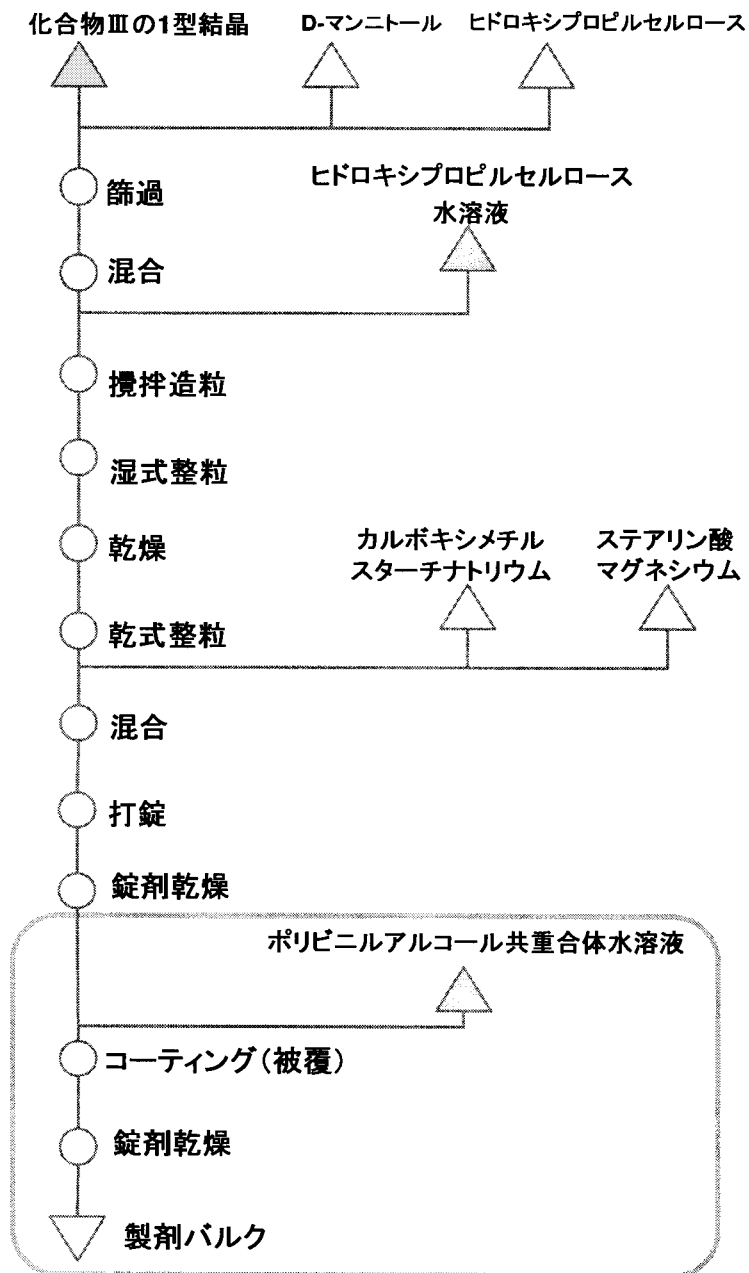 化合物Ⅲの1型結晶
D-マンニトール
ヒドロキシプロピルセルロース
篩過
ヒドロキシプロピルセルロース
水溶液
混合
攪拌造粒
湿式整粒
乾燥
カルボキシメチル
スターチナトリウム
ステアリン酸
マグネシウム
乾式整粒
混合
打錠
錠剤乾燥
ポリビニルアルコール共重合体水溶液
コーティング(被覆)
錠剤乾燥
製剤バルク